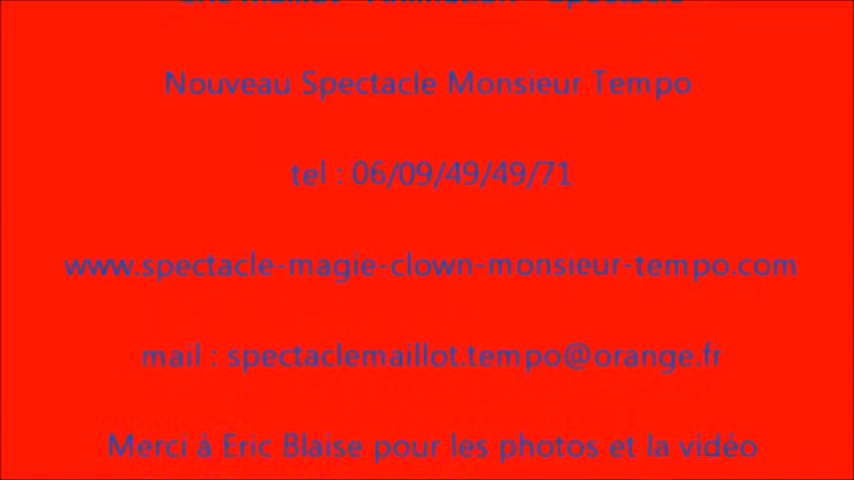 Nouveau Spectacle Monsieur Tempo
tel : 06/09/49/49/71
www.spectacle-magie-clown-monsieur-tempo.com
mail : spectaclemaillot.tempo@orange.fr
Merci à Eric Blaise pour les photos et la vidéo